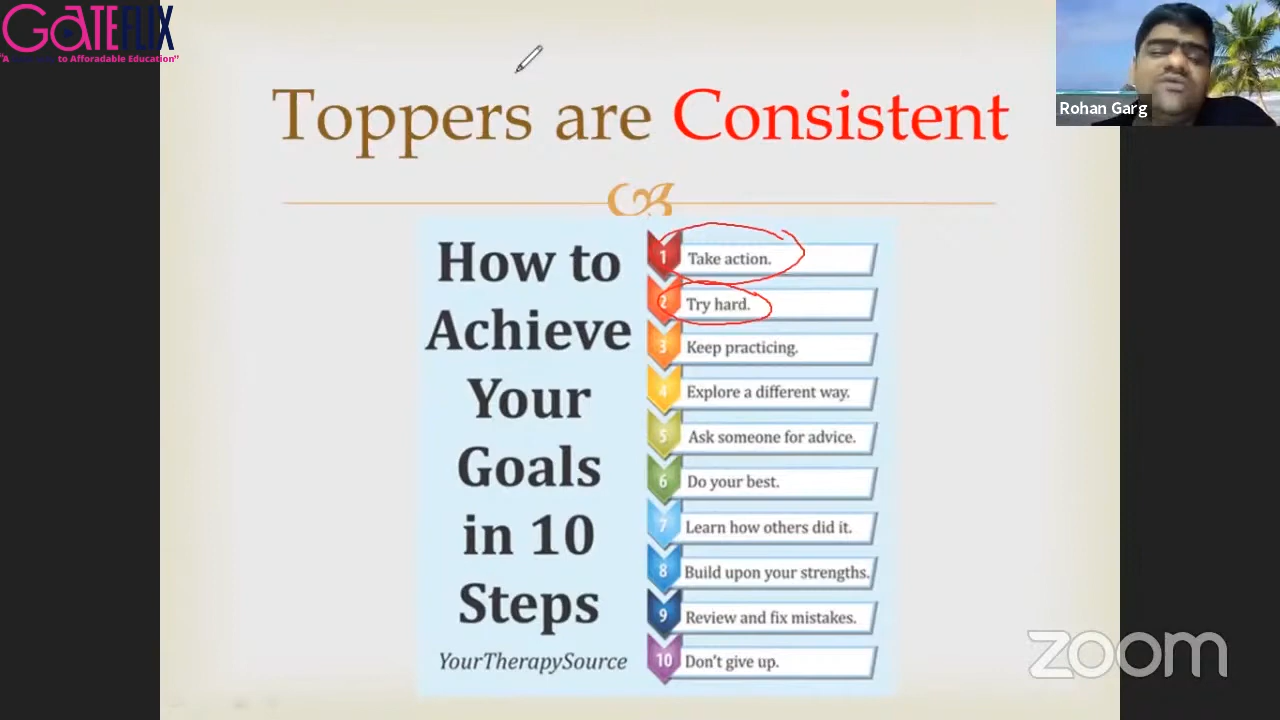 GATEFLIX
to Afforadable Education"
Rohan Garg
Toppers are Consistent
How to
Achieve
Your
Goals
in 10
Steps
YourTherapySource
1 Take action.
2 Try hard.
3 Keep practicing.
4 Explore a different way.
5 Ask someone for advice.
6 Do your best.
7 Learn how others did it.
8 Build upon your strengths.
9 Review and fix mistakes.
10 Don't give up.
zoom